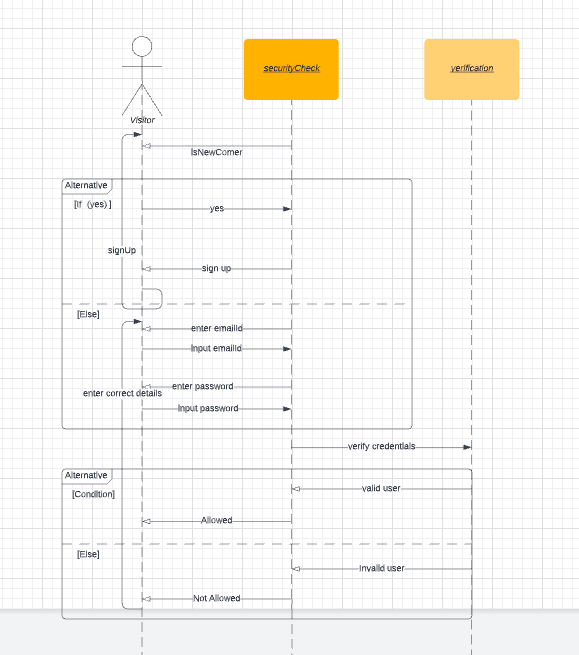 securityCheck
verification
Visitor
IsNewComer
Alternative
[If (yes) ]
yes
signUp
sign up
[Else]
enter emailId
Input emailId
enter password
enter correct details
Input password
verify credentials
Alternative
valid user
[Condition]
Allowed
[Else]
Invalid user
Not Allowed